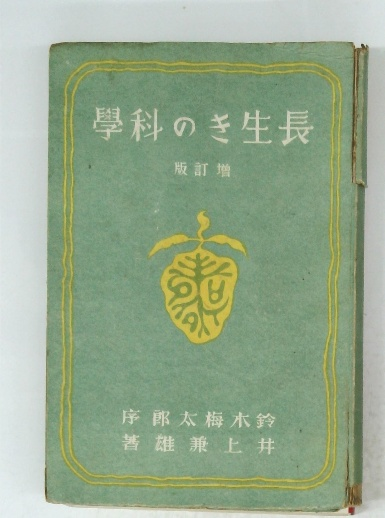 長生きの科學
增訂版
鈴木梅太郎序
井上兼雄著